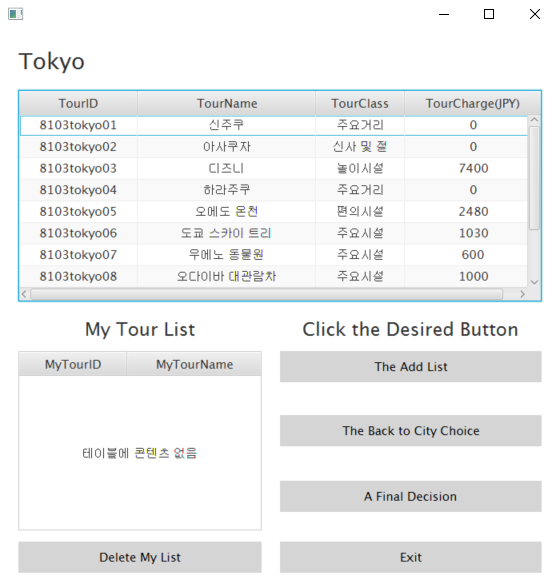 Tokyo
TourID TourName TourClass TourCharge(JPY)
8103tokyo01 신주쿠 주요거리 0
8103tokyo02 아사쿠자 신사 및 절 0
8103tokyo03 디즈니 놀이시설 7400
8103tokyo04 하라주쿠 주요거리 0
8103tokyo05 오에도 온천 편의시설 2480
8103tokyo06 도쿄 스카이 트리 주요시설 1030
8103tokyo07 우에노 동물원 주요시설 600
8103tokyo08 오다이바 대관람차 주요시설 1000
My Tour List
MyTourID MyTourName
테이블에 콘텐츠 없음
Delete My List
Click the Desired Button
The Add List
The Back to City Choice
A Final Decision
Exit